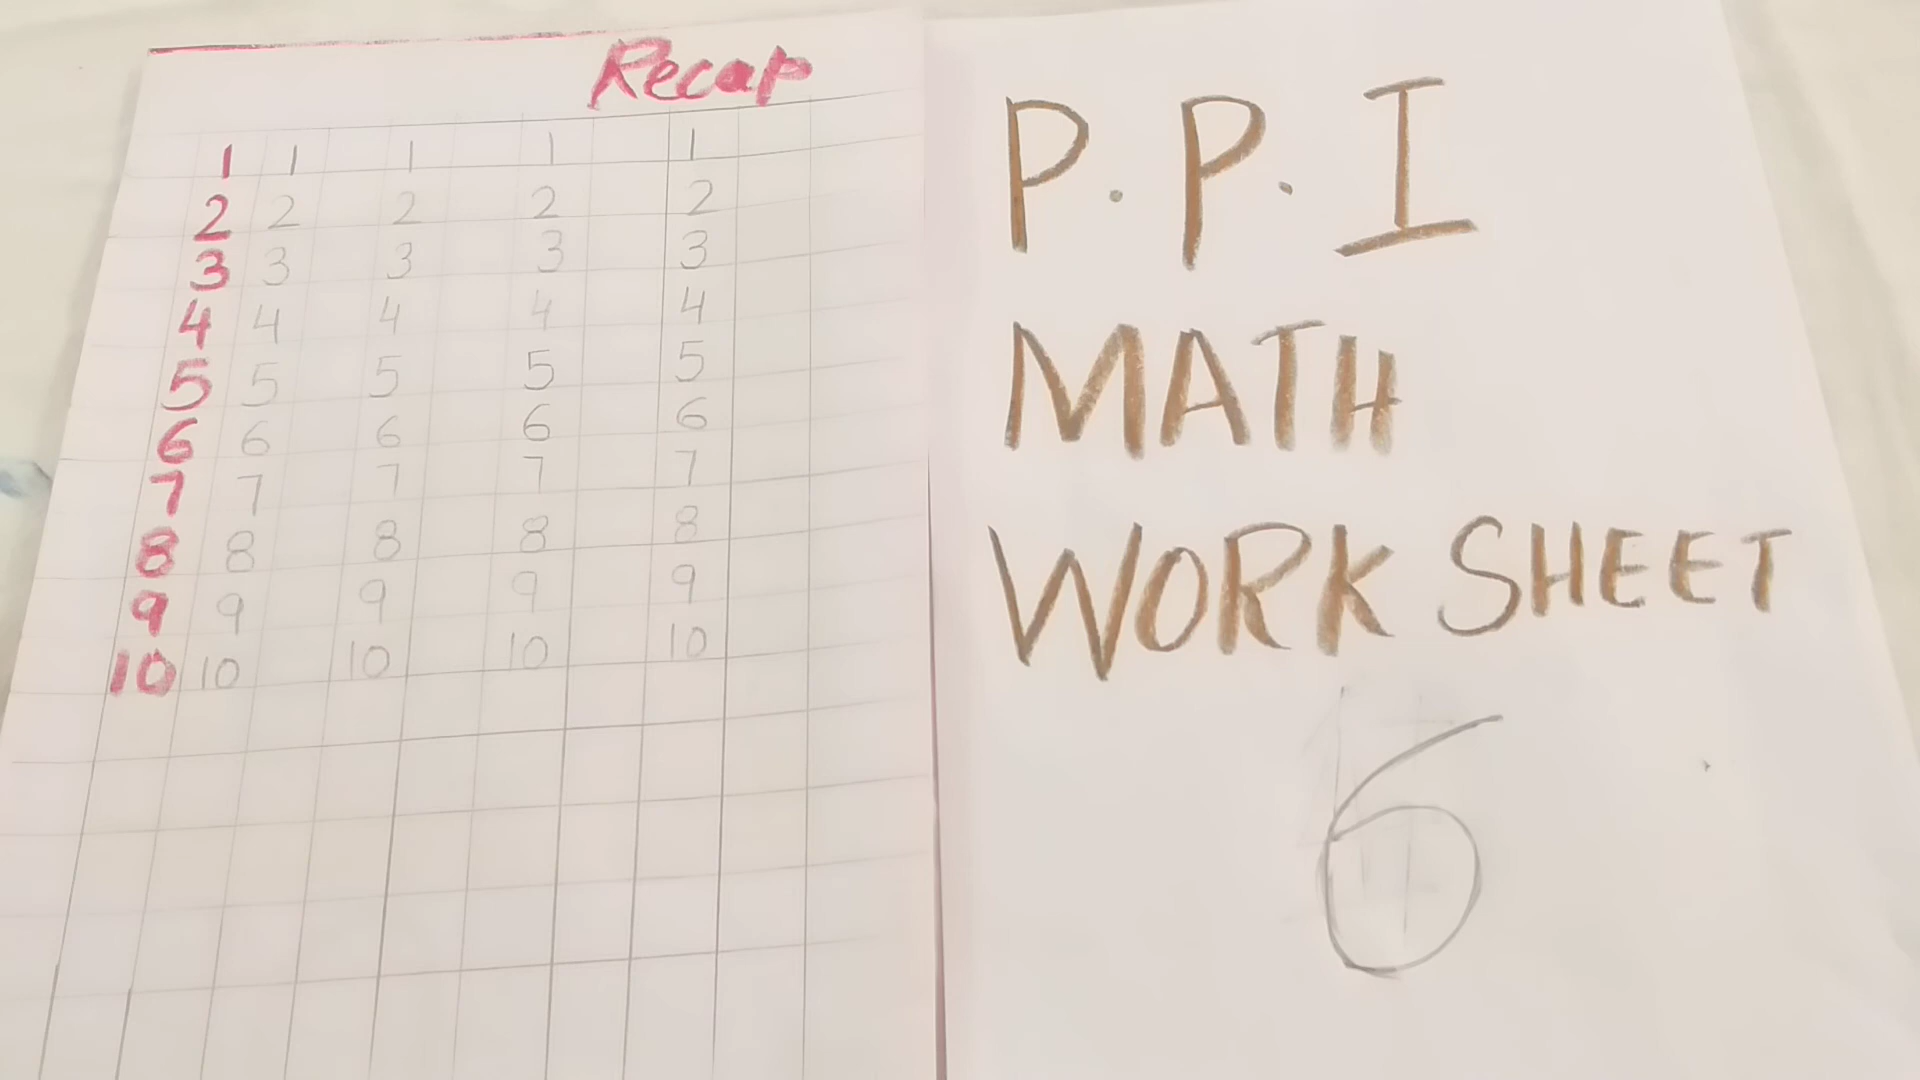 Recap
1 1 1 1 1
2 2 2 2 2
3 3 3 3 3
4 4 4 4 4
5 5 5 5 5
6 6 6 6 6
7 7 7 7 7
8 8 8 8 8
9 9 9 9 9
10 10 10 10 10
P.P.I
MATH
WORK SHEET
6